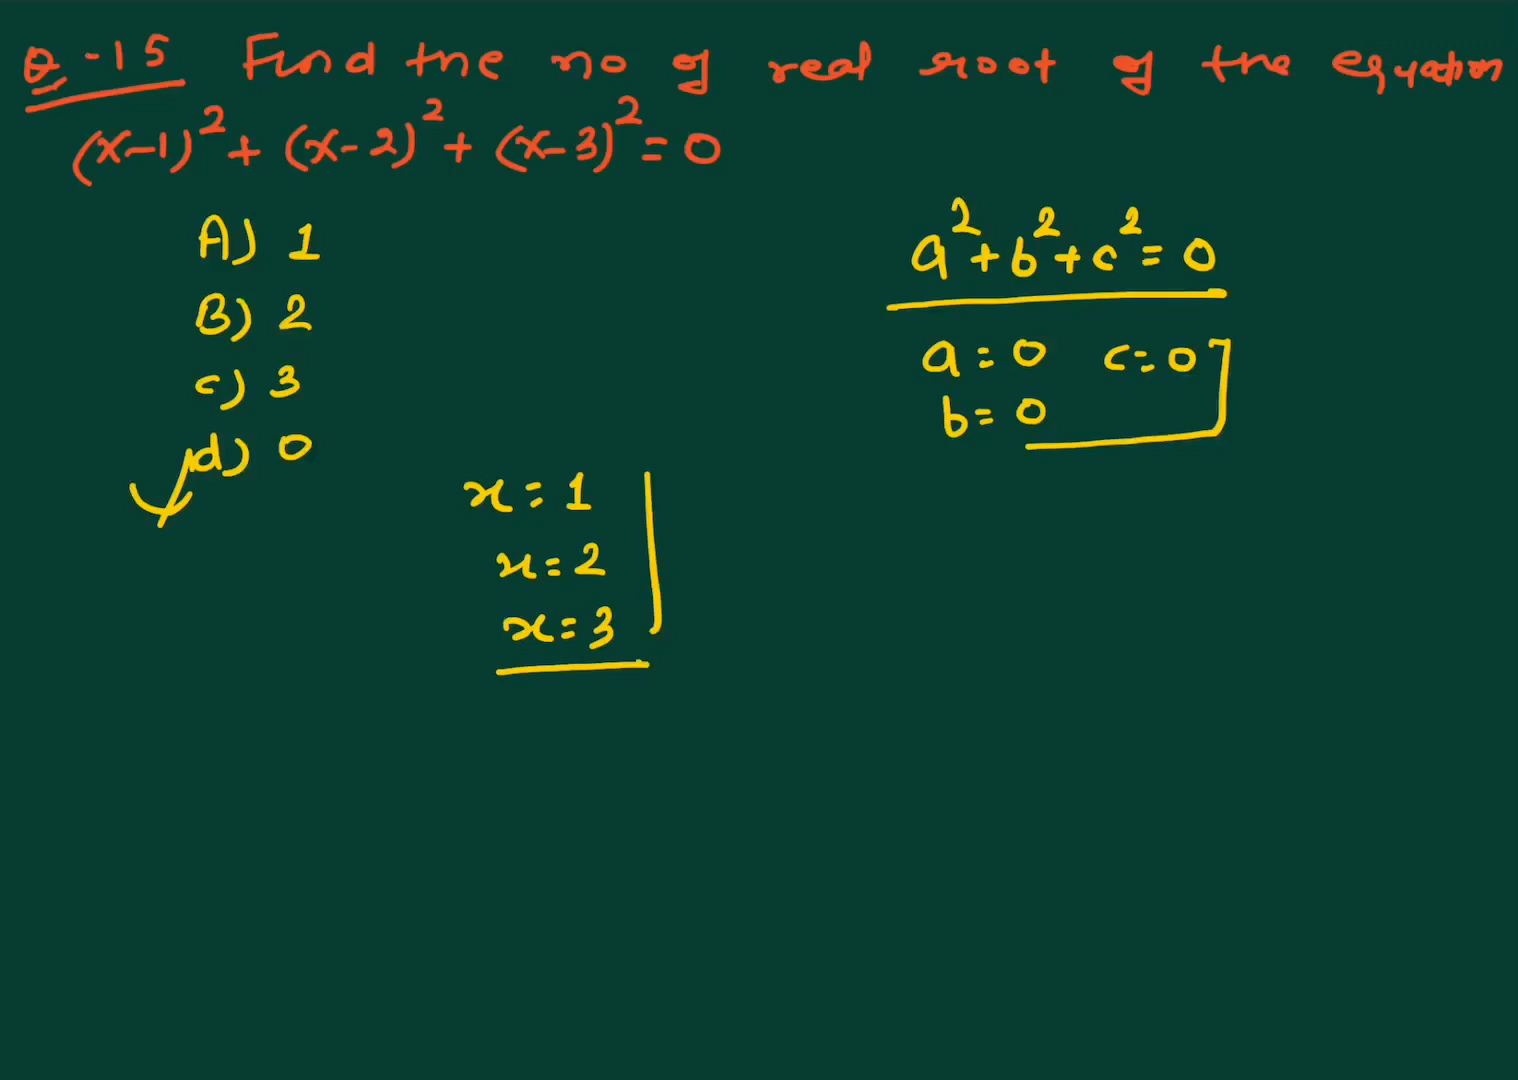 Q-15 Find the no of real root of the equation
(x-1)² + (x-2)² + (x-3)² = 0
A) 1
B) 2
c) 3
d) 0
a² + b² + c² = 0
a = 0 c = 0
b = 0
x = 1
x = 2
x = 3